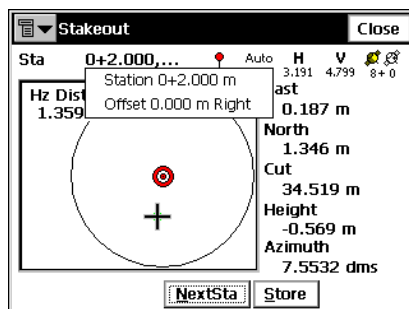 Stakeout Close
Sta 0+2.000,... Auto H V
3.191 4.799 8+0
Station 0+2.000 m
Offset 0.000 m Right
Hz Dist
1.359
ast
0.187 m
North
1.346 m
Cut
34.519 m
Height
-0.569 m
Azimuth
7.5532 dms
NextSta Store